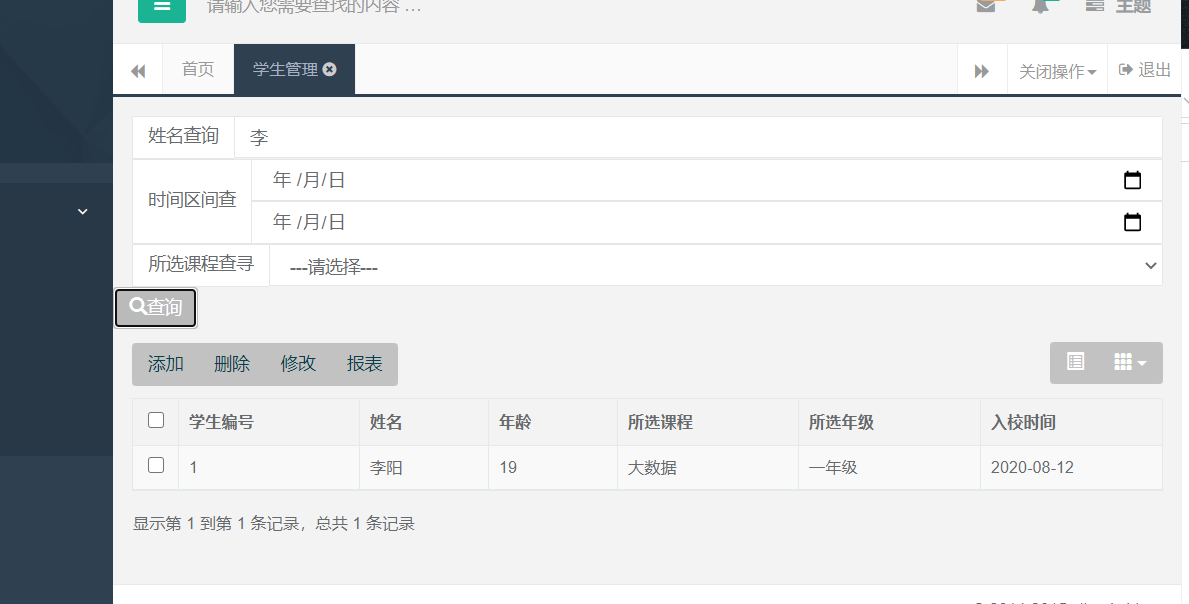 请输入您需要查找的内容 …
主题
首页
学生管理
关闭操作
退出
姓名查询
李
时间区间查
年 /月/日
年 /月/日
所选课程查寻
---请选择---
查询
添加 删除 修改 报表
学生编号 姓名 年龄 所选课程 所选年级 入校时间
1 李阳 19 大数据 一年级 2020-08-12
显示第 1 到第 1 条记录，总共 1 条记录